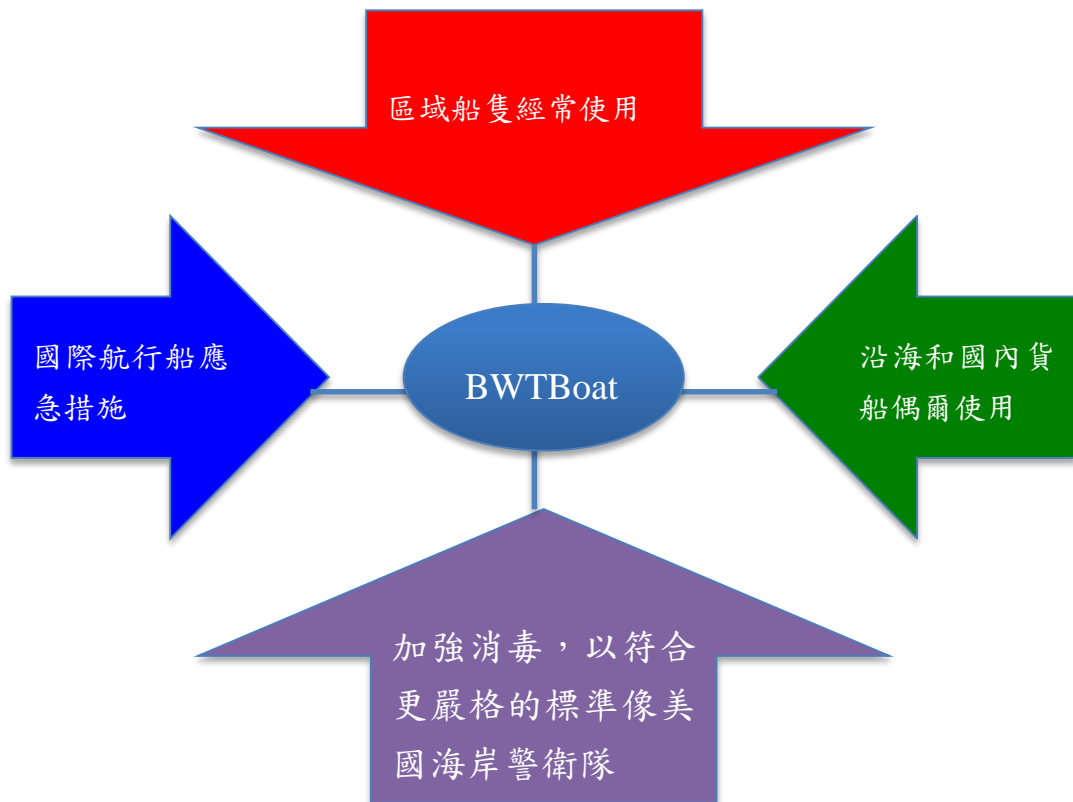 區域船隻經常使用
國際航行船應
急措施
BWTBoat
沿海和國內貨
船偶爾使用
加強消毒，以符合
更嚴格的標準像美
國海岸警衛隊